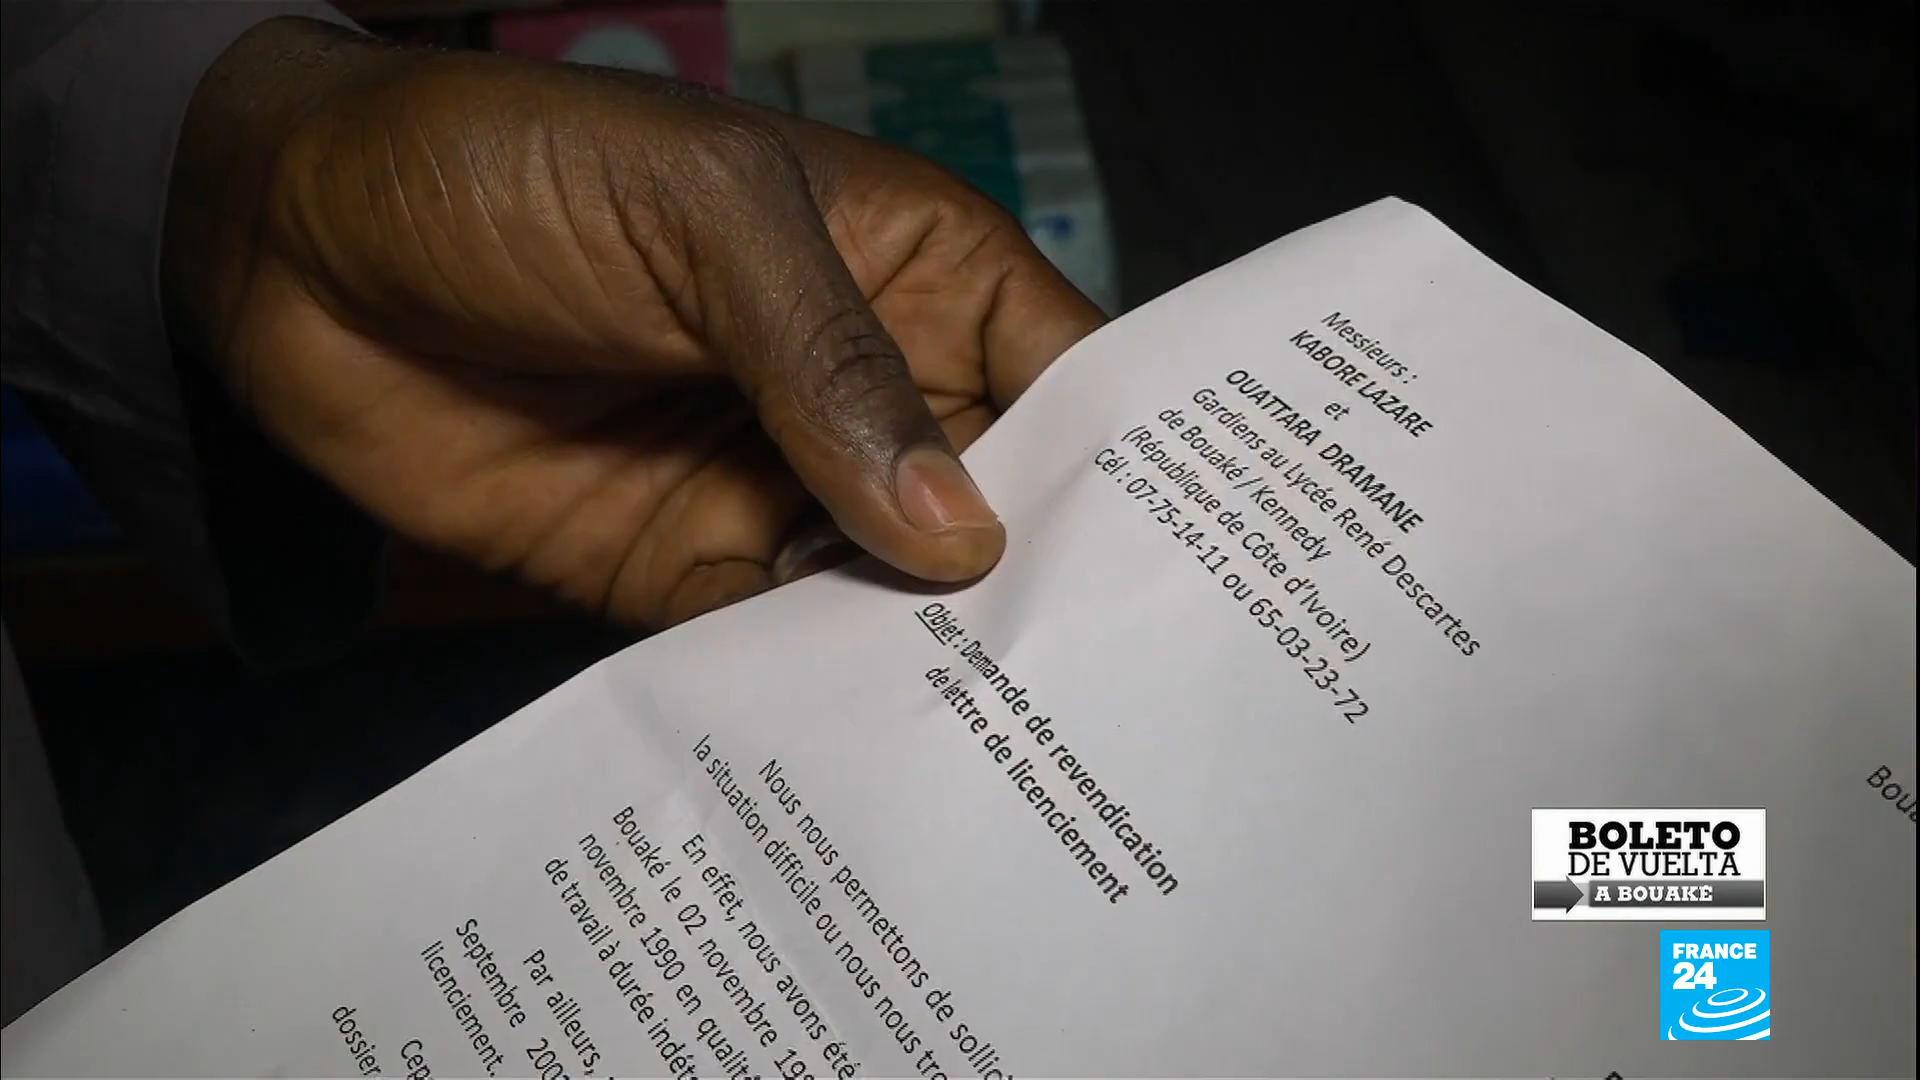 Messieurs :
KABORE LAZARE
et
OUATTARA DRAMANE
Gardiens au Lycée René Descartes
de Bouaké / Kennedy
(République de Côte d'Ivoire)
Cél : 07-75-14-11 ou 65-03-23-72
Objet : Demande de revendication
de lettre de licenciement
Nous nous permettons de
la situation difficile ou nous nous
En effet, nous avons été
Bouaké le 02 novembre
novembre 1990 en
de travail à durée
Par ailleurs,
Septembre
licenciement.
dossier
BOLETO
DE VUELTA
A BOUAKÉ
FRANCE
24